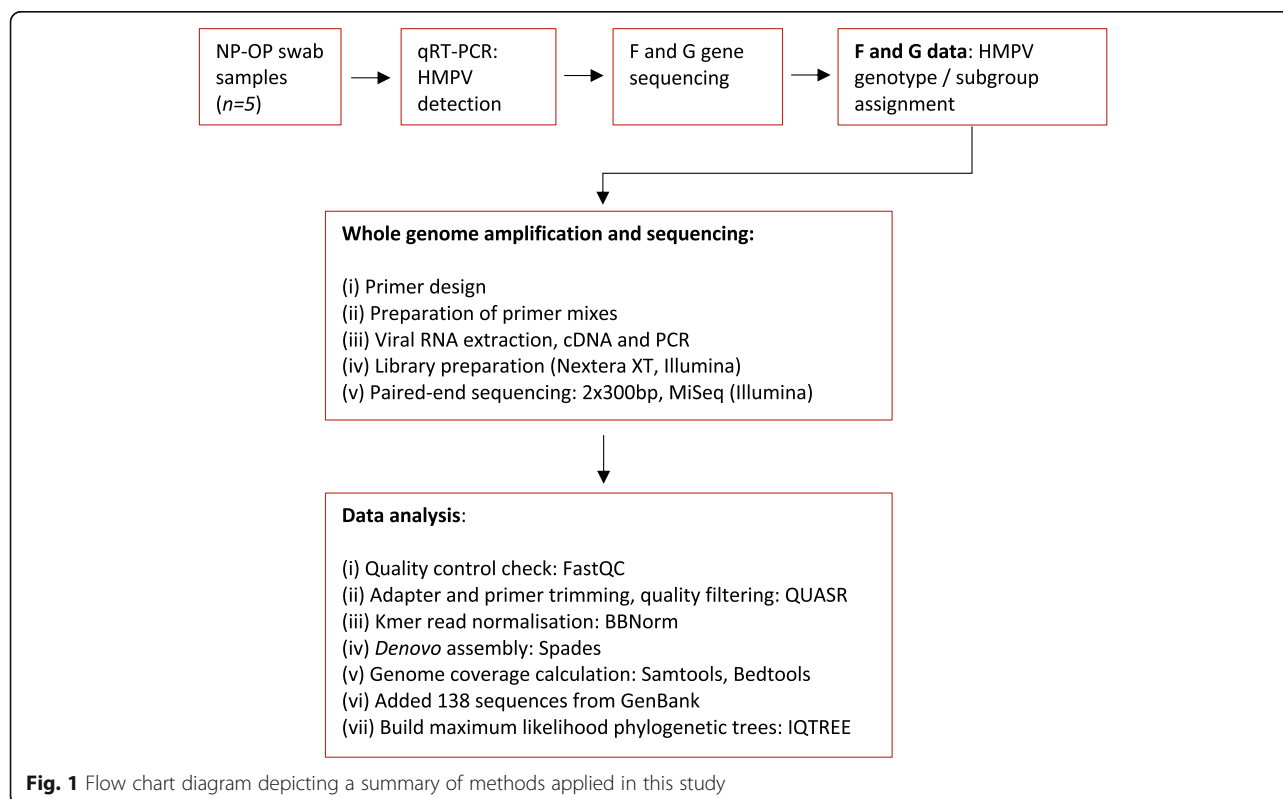 NP-OP swab
samples
(n=5)
qRT-PCR:
HMPV
detection
F and G gene
sequencing
F and G data: HMPV
genotype / subgroup
assignment
Whole genome amplification and sequencing:
(i) Primer design
(ii) Preparation of primer mixes
(iii) Viral RNA extraction, cDNA and PCR
(iv) Library preparation (Nextera XT, Illumina)
(v) Paired-end sequencing: 2x300bp, MiSeq (Illumina)
Data analysis:
(i) Quality control check: FastQC
(ii) Adapter and primer trimming, quality filtering: QUASR
(iii) Kmer read normalisation: BBNorm
(iv) Denovo assembly: Spades
(v) Genome coverage calculation: Samtools, Bedtools
(vi) Added 138 sequences from GenBank
(vii) Build maximum likelihood phylogenetic trees: IQTREE
Fig. 1 Flow chart diagram depicting a summary of methods applied in this study